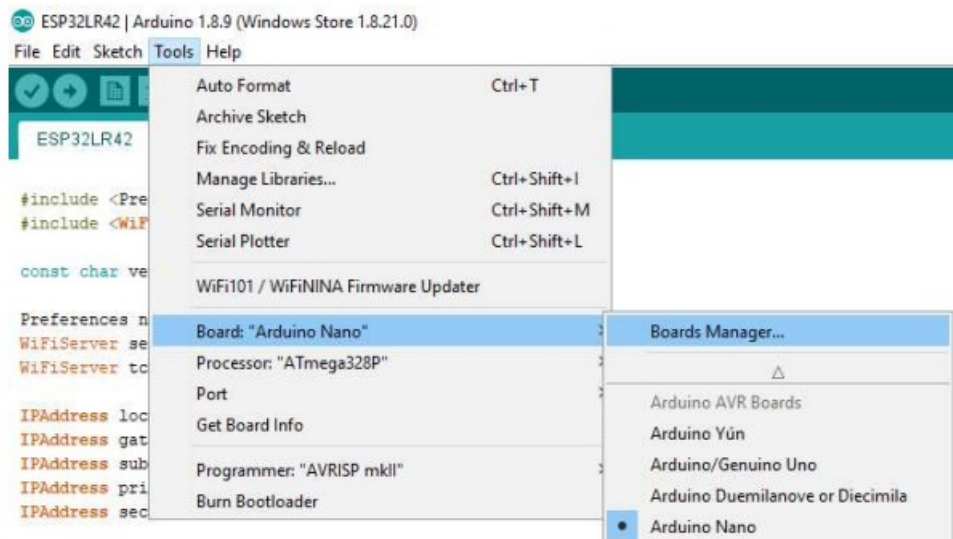 ESP32LR42 | Arduino 1.8.9 (Windows Store 1.8.21.0)
File Edit Sketch Tools Help
ESP32LR42
#include <Pre
#include <WiF
const char ve
Preferences n
WiFiServer se
WiFiServer tc
IPAddress loc
IPAddress gat
IPAddress sub
IPAddress pri
IPAddress sec
Auto Format Ctrl+T
Archive Sketch
Fix Encoding & Reload
Manage Libraries... Ctrl+Shift+I
Serial Monitor Ctrl+Shift+M
Serial Plotter Ctrl+Shift+L
WiFi101 / WiFiNINA Firmware Updater
Board: "Arduino Nano"
Processor: "ATmega328P"
Port
Get Board Info
Programmer: "AVRISP mkII"
Burn Bootloader
Boards Manager...
Arduino AVR Boards
Arduino Yún
Arduino/Genuino Uno
Arduino Duemilanove or Diecimila
Arduino Nano